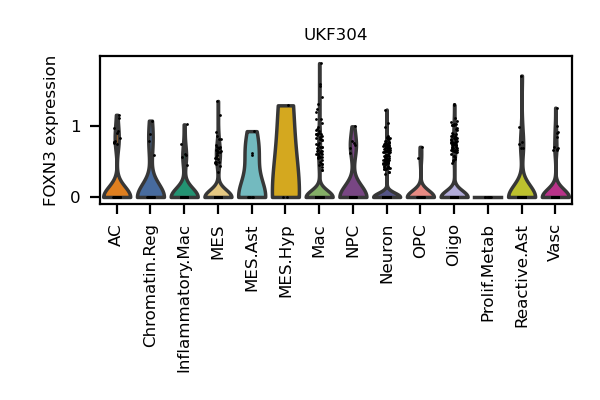 UKF304
FOXN3 expression
1
0
AC
Chromatin.Reg
Inflammatory.Mac
MES
MES.Ast
MES.Hyp
Mac
NPC
Neuron
OPC
Oligo
Prolif.Metab
Reactive.Ast
Vasc